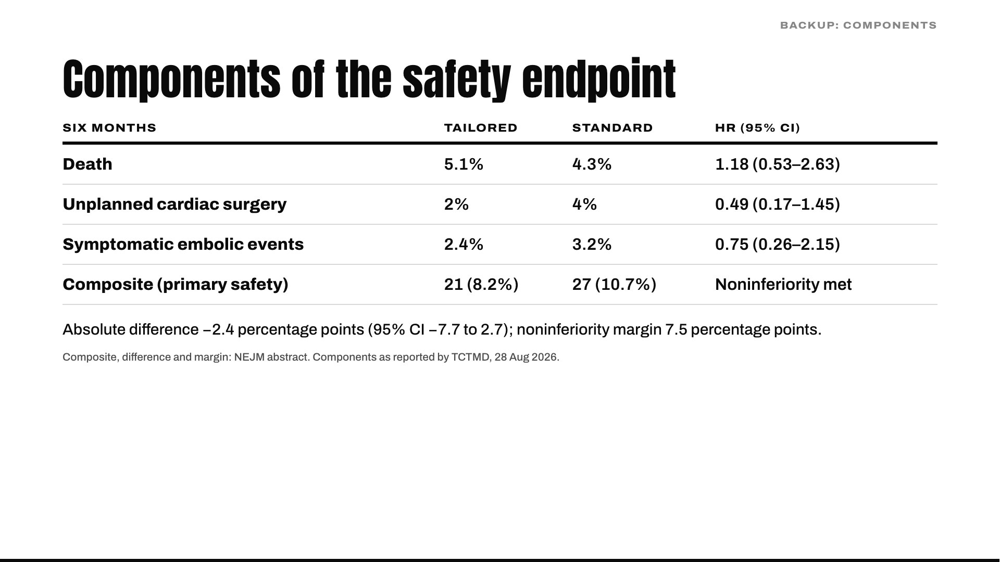 BACKUP: COMPONENTS
Components of the safety endpoint
SIX MONTHS TAILORED STANDARD HR (95% CI)
Death 5.1% 4.3% 1.18 (0.53–2.63)
Unplanned cardiac surgery 2% 4% 0.49 (0.17–1.45)
Symptomatic embolic events 2.4% 3.2% 0.75 (0.26–2.15)
Composite (primary safety) 21 (8.2%) 27 (10.7%) Noninferiority met
Absolute difference −2.4 percentage points (95% CI −7.7 to 2.7); noninferiority margin 7.5 percentage points.
Composite, difference and margin: NEJM abstract. Components as reported by TCTMD, 28 Aug 2026.